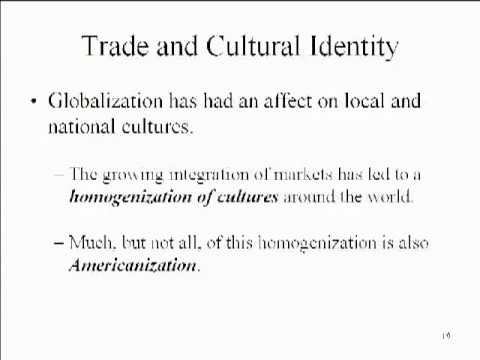 Trade and Cultural Identity
• Globalization has had an affect on local and
national cultures.
– The growing integration of markets has led to a
homogenization of cultures around the world.
– Much, but not all, of this homogenization is also
Americanization.